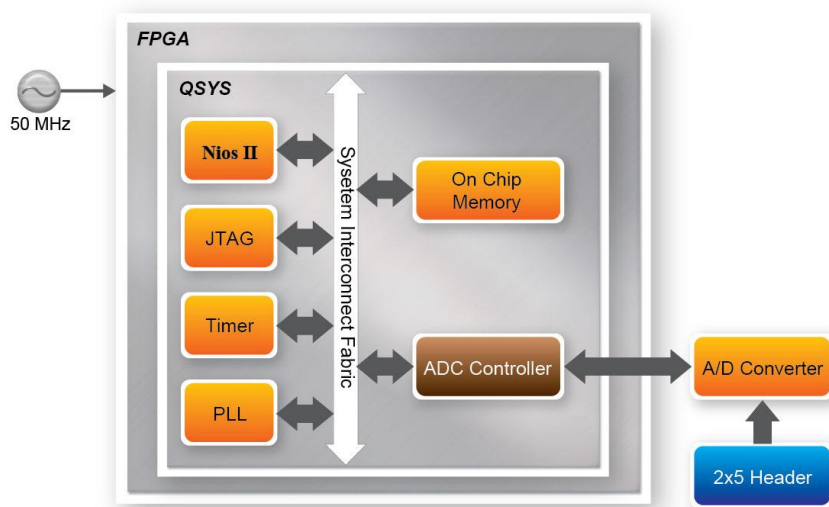 FPGA
QSYS
50 MHz
Nios II
JTAG
Timer
PLL
Sysetem Interconnect Fabric
On Chip
Memory
ADC Controller
A/D Converter
2x5 Header